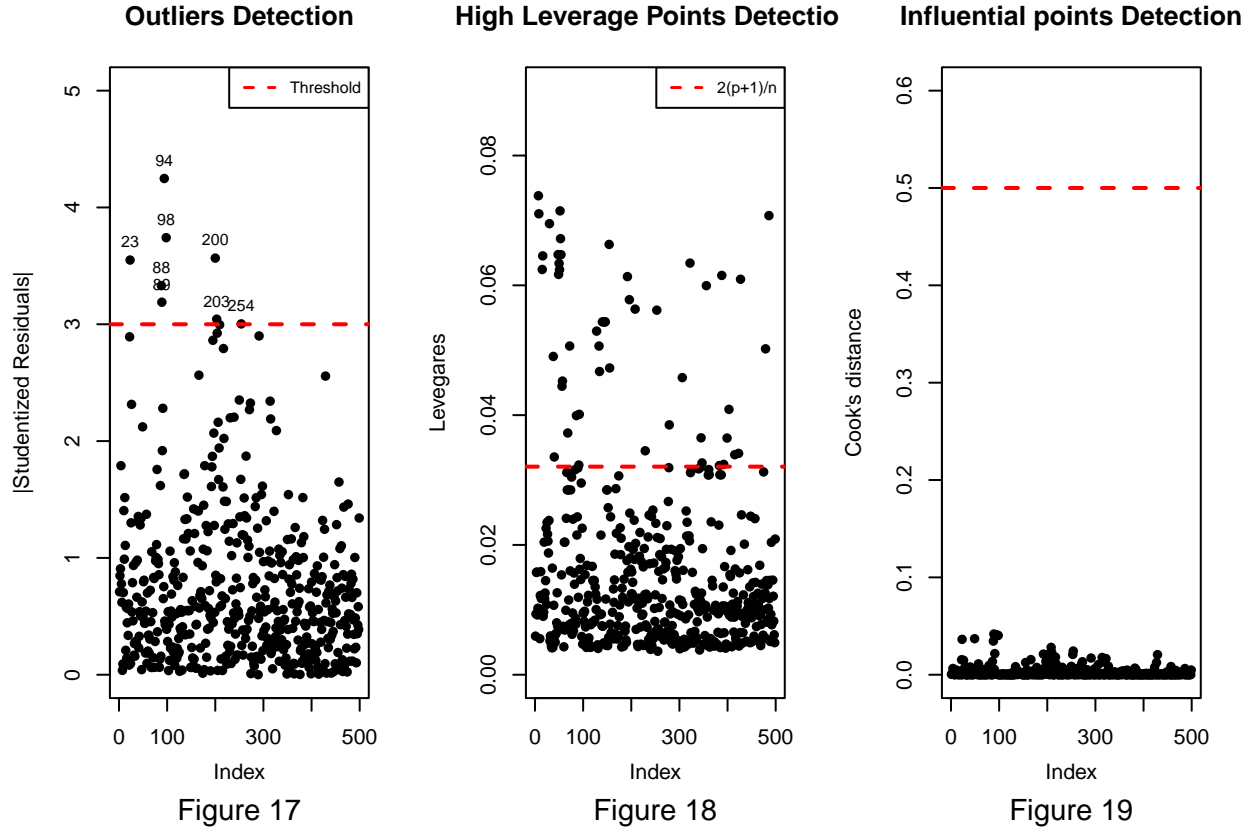 Outliers Detection
|Studentized Residuals|
5
4
3
2
1
0
Threshold
94
98
23
200
88
89
203
254
0
100
300
500
Index
Figure 17
High Leverage Points Detectio
Levegares
0.08
0.06
0.04
0.02
0.00
2(p+1)/n
0
100
300
500
Index
Figure 18
Influential points Detection
Cook's distance
0.6
0.5
0.4
0.3
0.2
0.1
0.0
0
100
300
500
Index
Figure 19